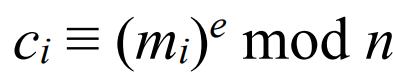 cᵢ ≡ (mᵢ)ᵉ mod n